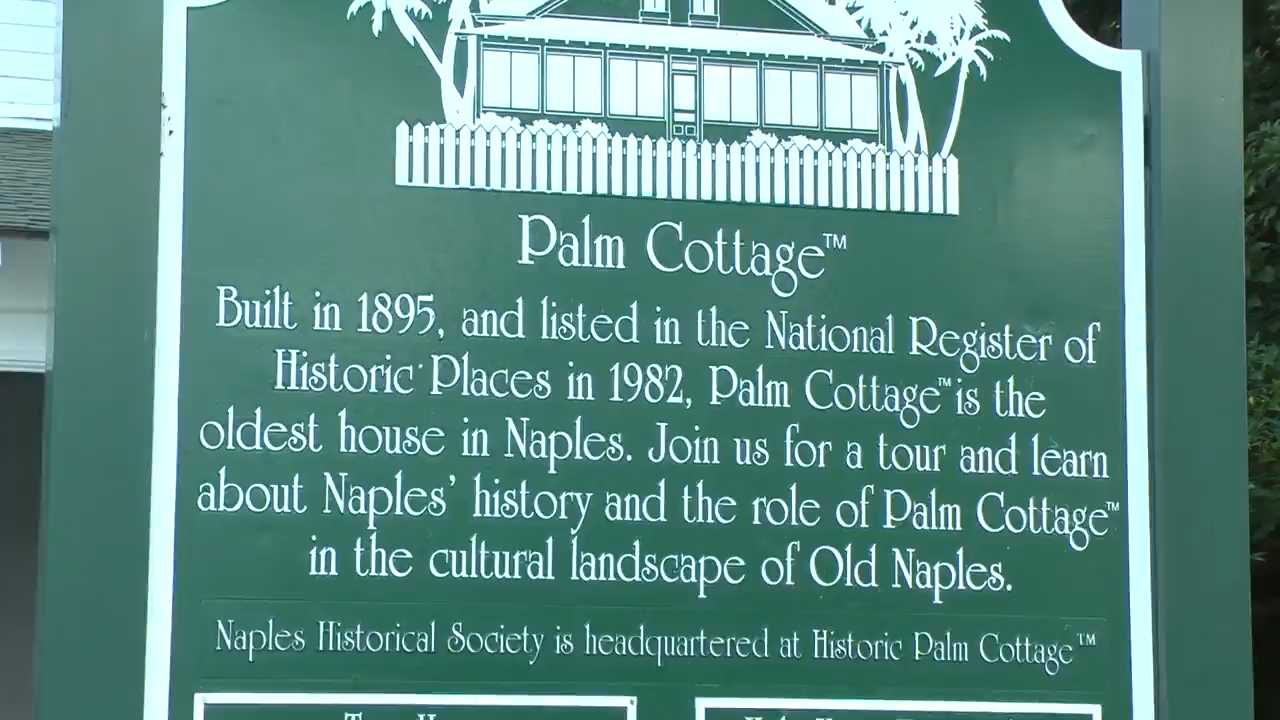 Palm Cottage™
Built in 1895, and listed in the National Register of
Historic Places in 1982, Palm Cottage™ is the
oldest house in Naples. Join us for a tour and learn
about Naples’ history and the role of Palm Cottage™
in the cultural landscape of Old Naples.
Naples Historical Society is headquartered at Historic Palm Cottage™